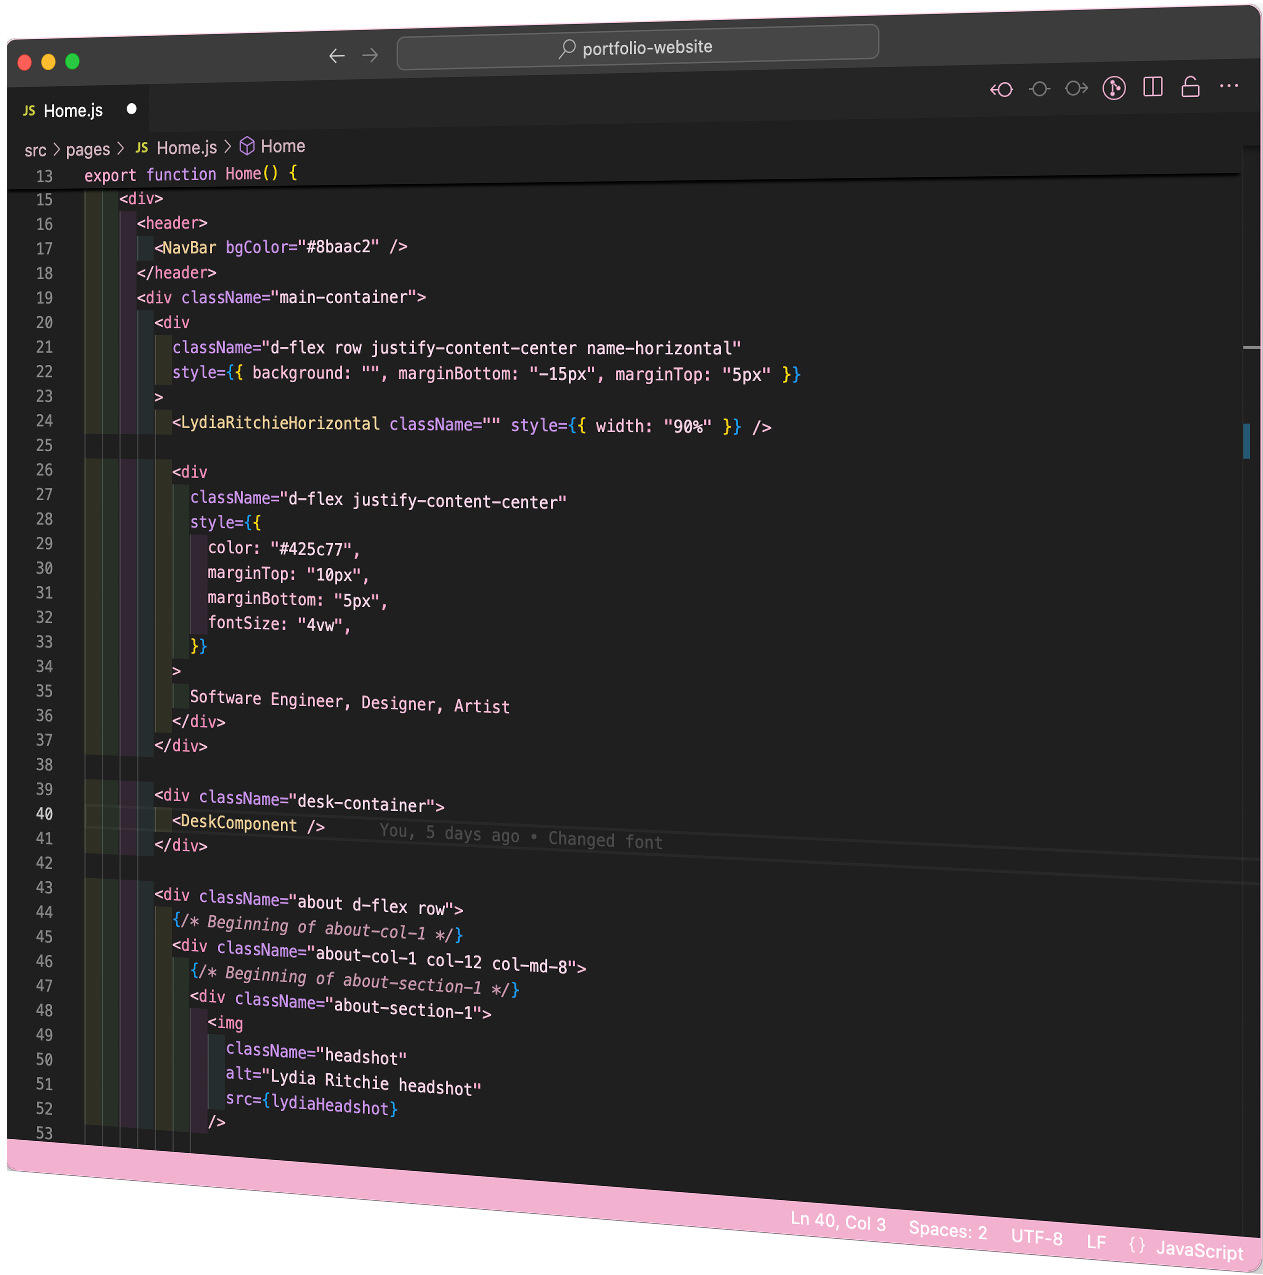 portfolio-website
JS Home.js
src > pages > JS Home.js > Home
13 export function Home() {
15 <div>
16 <header>
17 <NavBar bgColor="#8baac2" />
18 </header>
19 <div className="main-container">
20 <div
21 className="d-flex row justify-content-center name-horizontal"
22 style={{ background: "", marginBottom: "-15px", marginTop: "5px" }}
23 >
24 <LydiaRitchieHorizontal className="" style={{ width: "90%" }} />
25
26 <div
27 className="d-flex justify-content-center"
28 style={{
29 color: "#425c77",
30 marginTop: "10px",
31 marginBottom: "5px",
32 fontSize: "4vw",
33 }}
34 >
35 Software Engineer, Designer, Artist
36 </div>
37 </div>
38
39 <div className="desk-container">
40 <DeskComponent /> You, 5 days ago • Changed font
41 </div>
42
43 <div className="about d-flex row">
44 {/* Beginning of about-col-1 */}
45 <div className="about-col-1 col-12 col-md-8">
46 {/* Beginning of about-section-1 */}
47 <div className="about-section-1">
48 <img
49 className="headshot"
50 alt="Lydia Ritchie headshot"
51 src={lydiaHeadshot}
52 />
53
Ln 40, Col 3 Spaces: 2 UTF-8 LF {} JavaScript